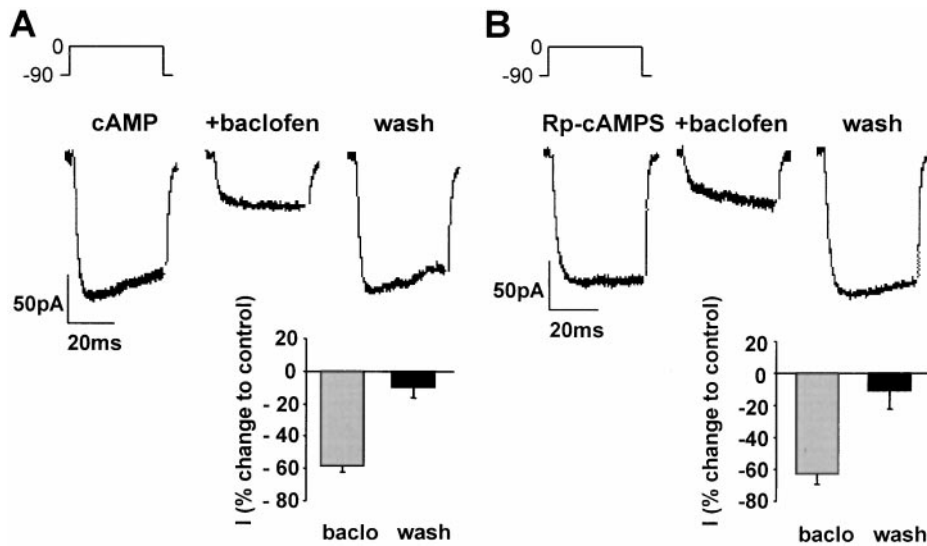 A
B
0
-90
0
-90
cAMP
+baclofen
wash
Rp-cAMPS
+baclofen
wash
50pA
20ms
50pA
20ms
I (% change to control)
20
0
- 20
- 40
- 60
- 80
baclo
wash
I (% change to control)
20
0
-20
-40
-60
-80
baclo
wash